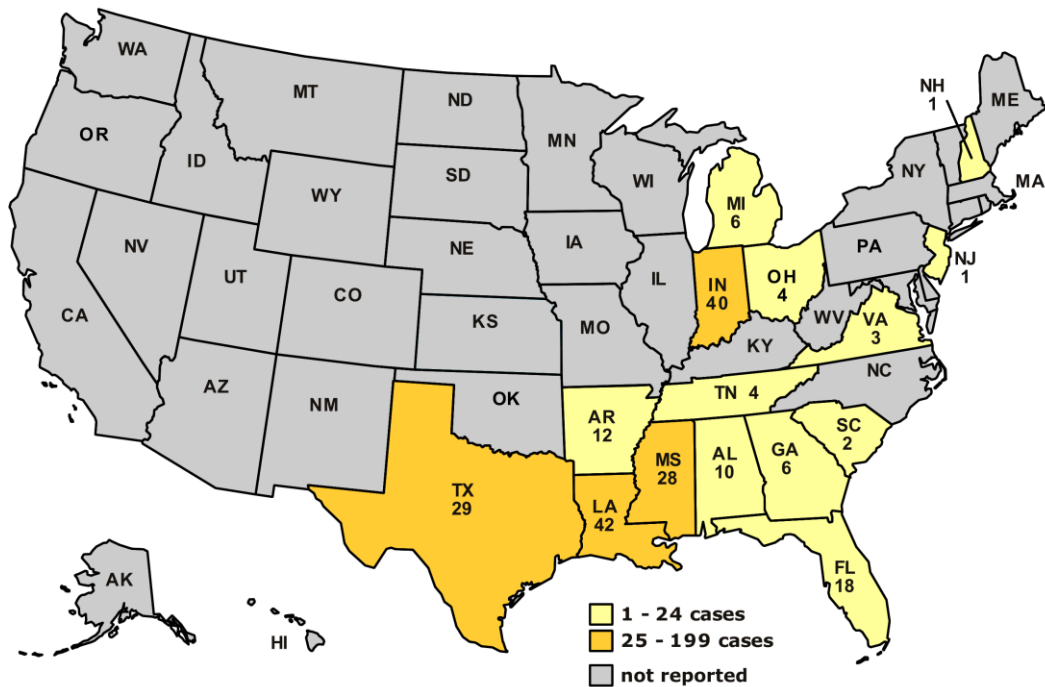 WA
MT
ND
MN
OR
ID
SD
WI
WY
MI
6
NH
1
ME
NY
MA
NV
NE
IA
PA
NJ
1
UT
CO
IL
IN
40
OH
4
CA
KS
MO
WV
VA
3
KY
AZ
NM
OK
AR
12
TN 4
NC
SC
2
TX
29
LA
42
MS
28
AL
10
GA
6
FL
18
AK
HI
1 - 24 cases
25 - 199 cases
not reported